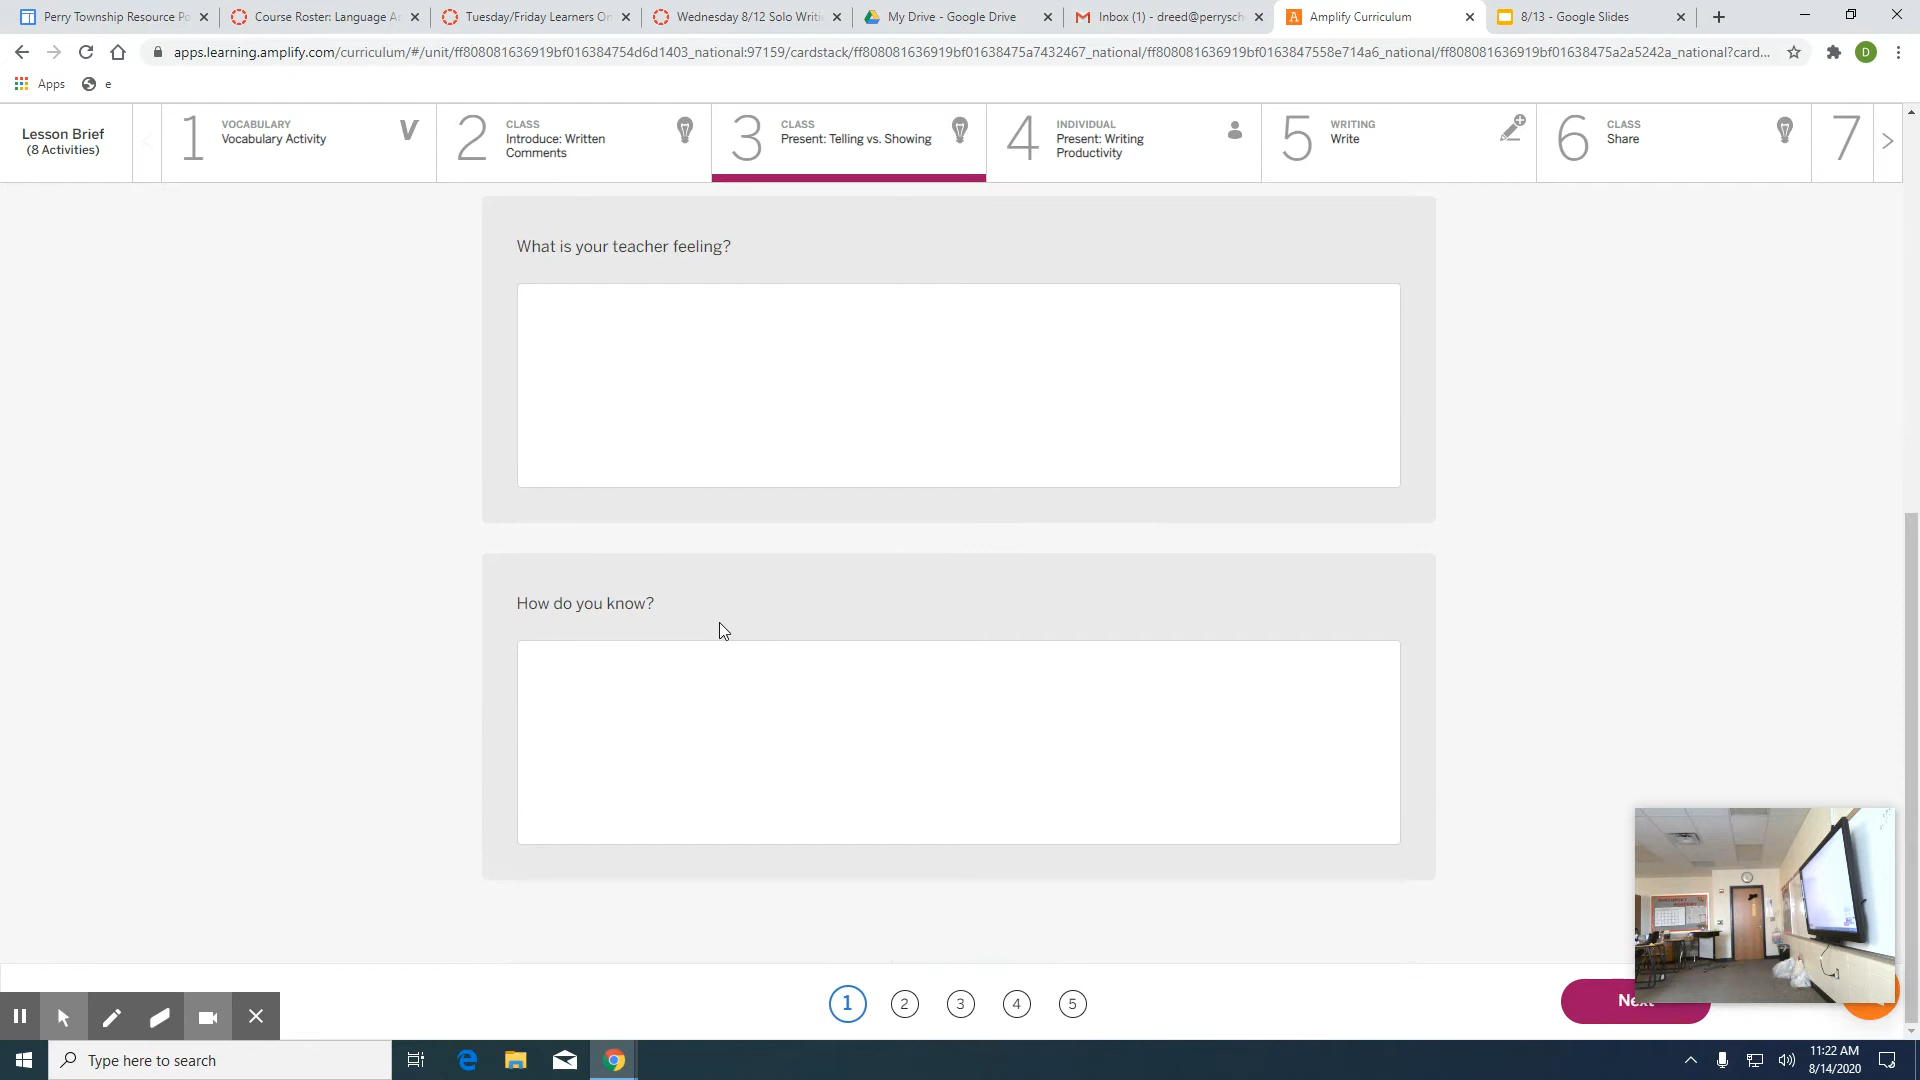 Perry Township Resource Po
Course Roster: Language A
Tuesday/Friday Learners On
Wednesday 8/12 Solo Writi
My Drive - Google Drive
Inbox (1) - dreed@perrysch
Amplify Curriculum
8/13 - Google Slides
apps.learning.amplify.com/curriculum/#/unit/ff808081636919bf016384754d6d1403_national:97159/cardstack/ff808081636919bf01638475a7432467_national/ff808081636919bf0163847558e714a6_national/ff808081636919bf01638475a2a5242a_national?card...
D
Apps
e
Lesson Brief
(8 Activities)
1
VOCABULARY
Vocabulary Activity
V
2
CLASS
Introduce: Written
Comments
3
CLASS
Present: Telling vs. Showing
4
INDIVIDUAL
Present: Writing
Productivity
5
WRITING
Write
6
CLASS
Share
7
What is your teacher feeling?
How do you know?
1
2
3
4
5
Next
Type here to search
11:22 AM
8/14/2020